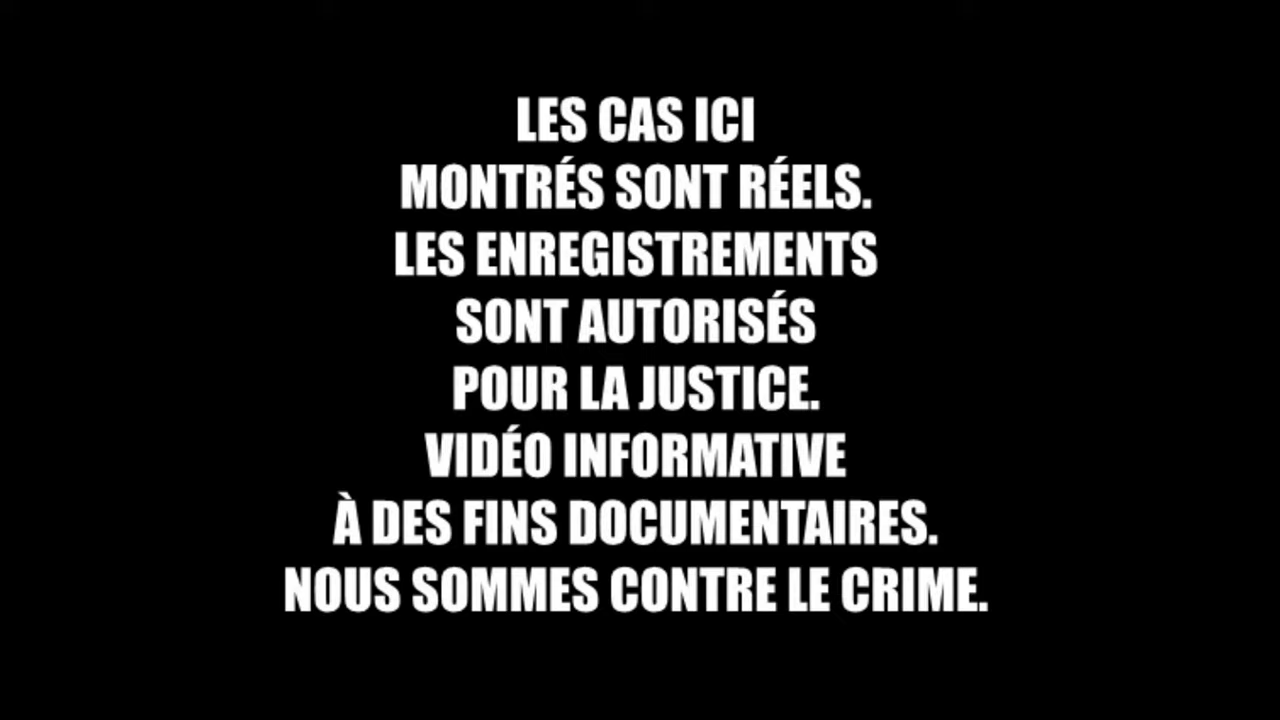 LES CAS ICI
MONTRÉS SONT RÉELS.
LES ENREGISTREMENTS
SONT AUTORISÉS
POUR LA JUSTICE.
VIDÉO INFORMATIVE
À DES FINS DOCUMENTAIRES.
NOUS SOMMES CONTRE LE CRIME.